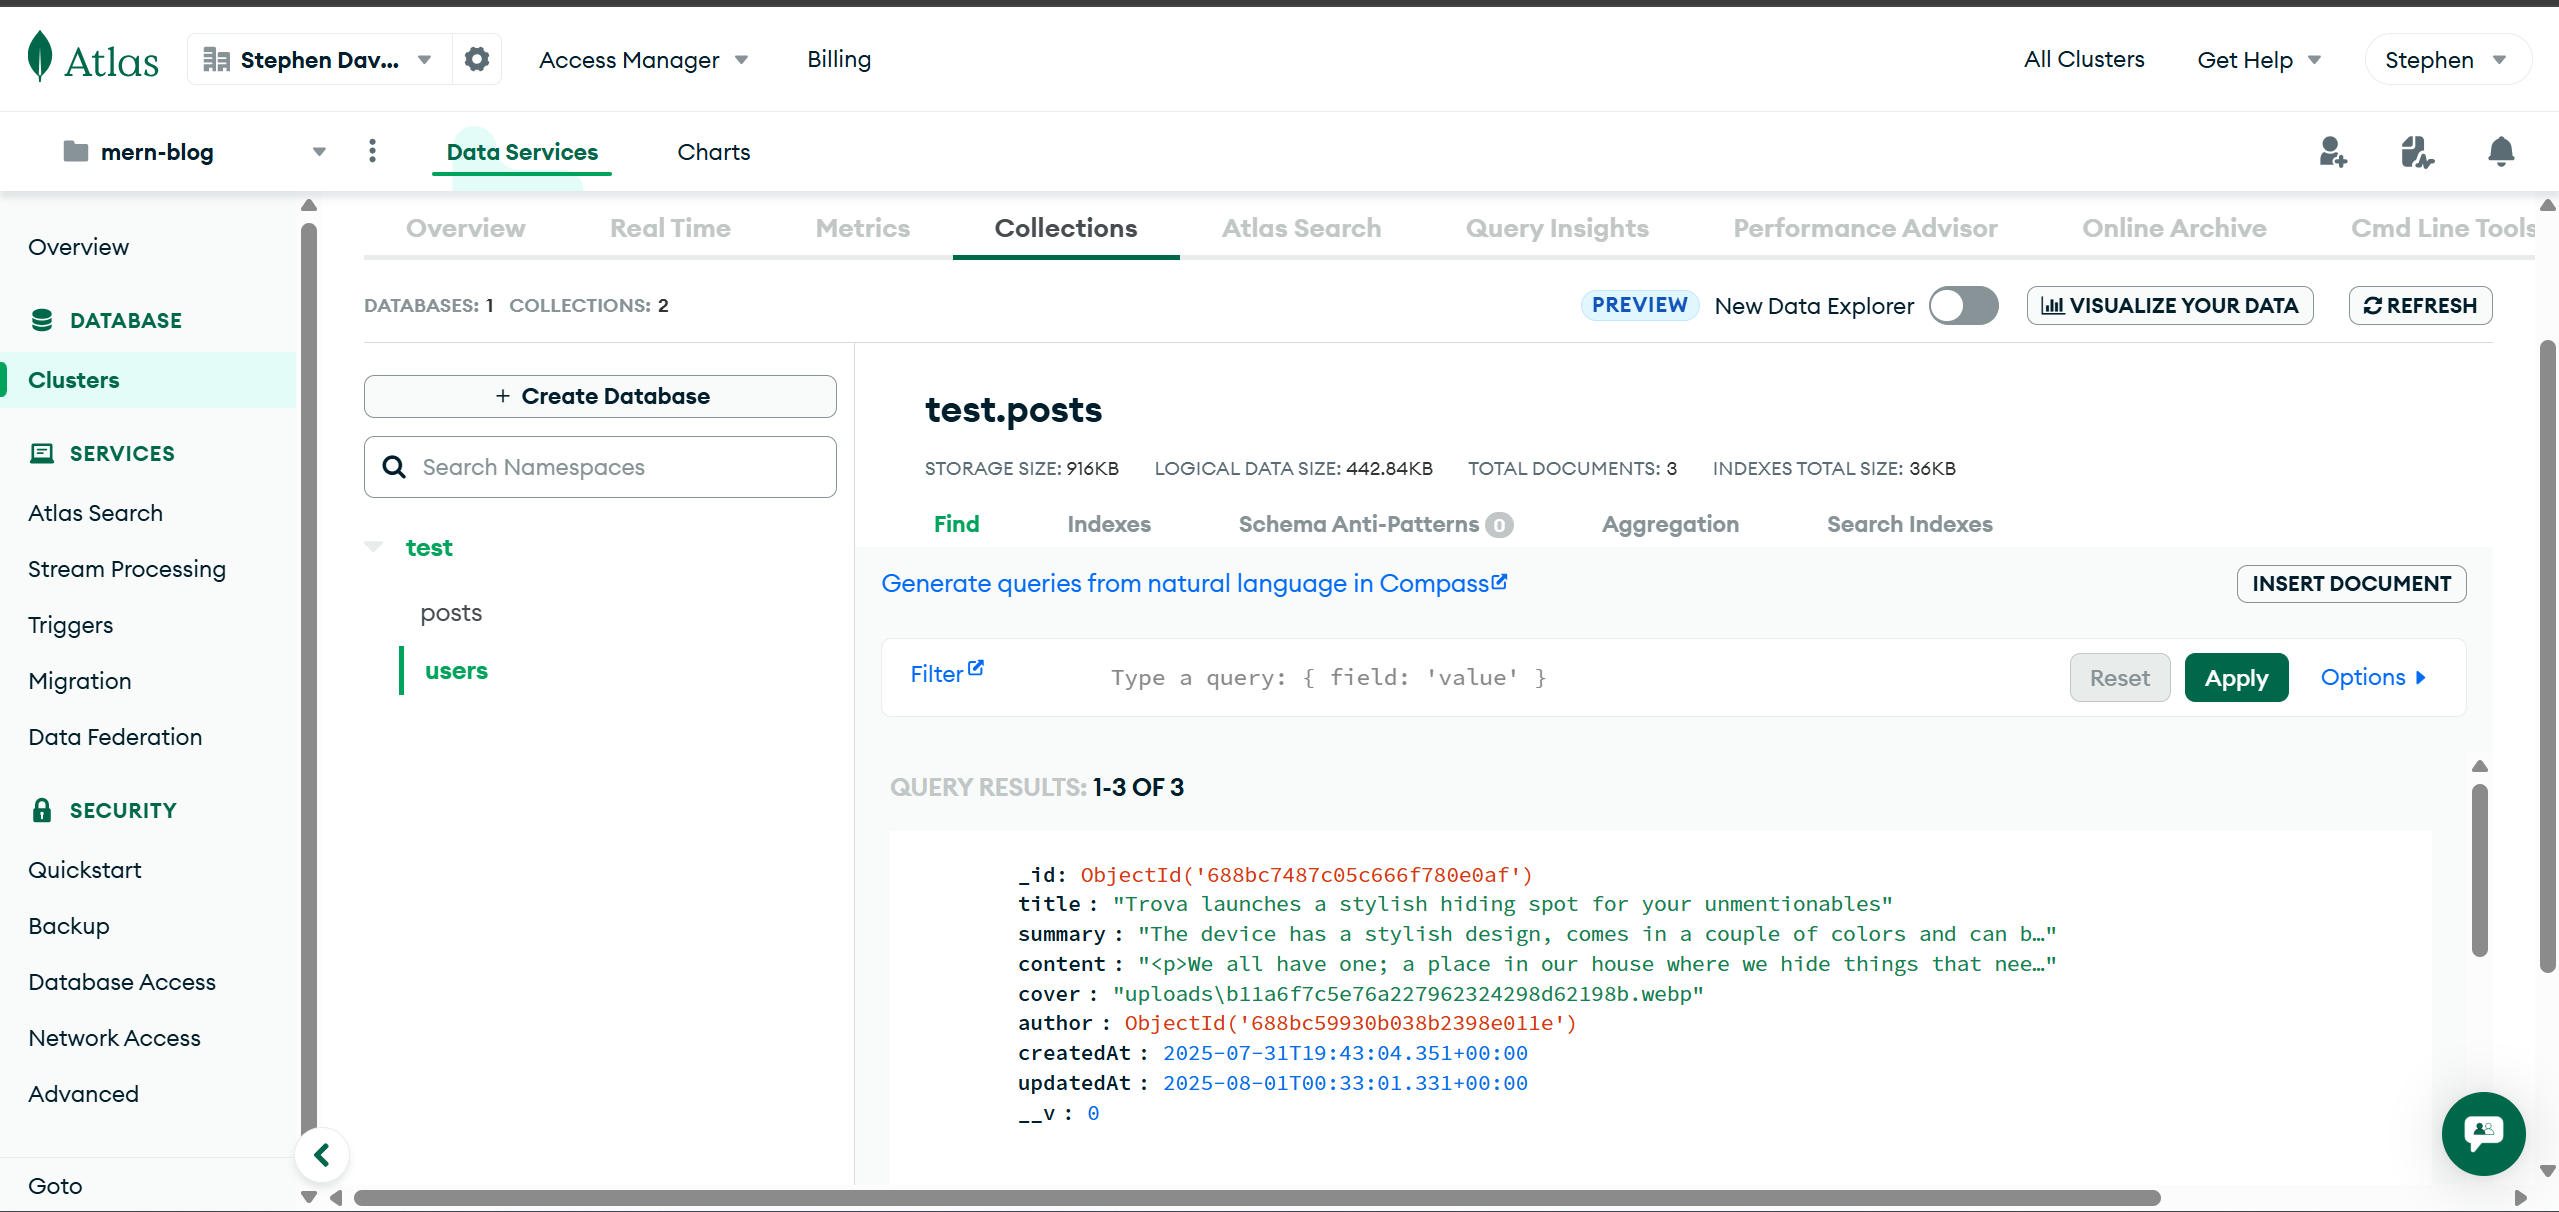 Atlas
Stephen Dav...
Access Manager
Billing
All Clusters
Get Help
Stephen
mern-blog
Data Services
Charts
Overview
DATABASE
Clusters
SERVICES
Atlas Search
Stream Processing
Triggers
Migration
Data Federation
SECURITY
Quickstart
Backup
Database Access
Network Access
Advanced
Goto
Overview
Real Time
Metrics
Collections
Atlas Search
Query Insights
Performance Advisor
Online Archive
Cmd Line Tools
DATABASES: 1 COLLECTIONS: 2
PREVIEW New Data Explorer
VISUALIZE YOUR DATA
REFRESH
+ Create Database
Search Namespaces
test
posts
users
test.posts
STORAGE SIZE: 916KB LOGICAL DATA SIZE: 442.84KB TOTAL DOCUMENTS: 3 INDEXES TOTAL SIZE: 36KB
Find
Indexes
Schema Anti-Patterns 0
Aggregation
Search Indexes
Generate queries from natural language in Compass
INSERT DOCUMENT
Filter
Type a query: { field: 'value' }
Reset
Apply
Options
QUERY RESULTS: 1-3 OF 3
_id: ObjectId('688bc7487c05c666f780e0af')
title : "Trova launches a stylish hiding spot for your unmentionables"
summary : "The device has a stylish design, comes in a couple of colors and can b…"
content : "<p>We all have one; a place in our house where we hide things that nee…"
cover : "uploads\b11a6f7c5e76a227962324298d62198b.webp"
author : ObjectId('688bc59930b038b2398e011e')
createdAt : 2025-07-31T19:43:04.351+00:00
updatedAt : 2025-08-01T00:33:01.331+00:00
__v : 0